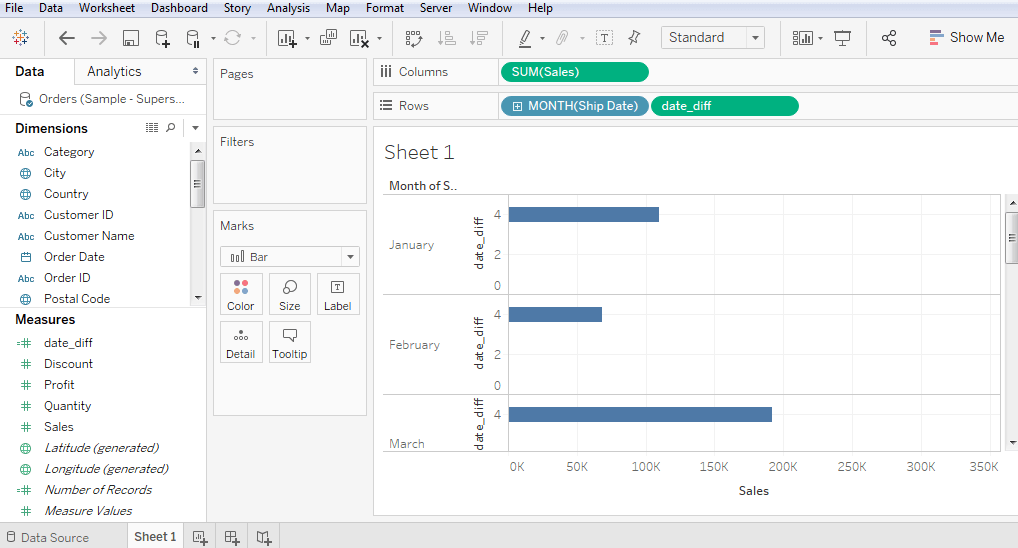 File Data Worksheet Dashboard Story Analysis Map Format Server Window Help
Standard
Show Me
Data Analytics
Orders (Sample - Supers...
Dimensions
Abc Category
City
Country
Abc Customer ID
Abc Customer Name
Order Date
Abc Order ID
Postal Code
Measures
=# date_diff
# Discount
# Profit
# Quantity
# Sales
Latitude (generated)
Longitude (generated)
=# Number of Records
# Measure Values
Pages
Filters
Marks
Bar
Color Size Label
Detail Tooltip
Columns SUM(Sales)
Rows MONTH(Ship Date) date_diff
Sheet 1
Month of S..
January
date_diff
4
2
0
February
date_diff
4
2
0
March
date_diff
4
0K 50K 100K 150K 200K 250K 300K 350K
Sales
Data Source Sheet 1